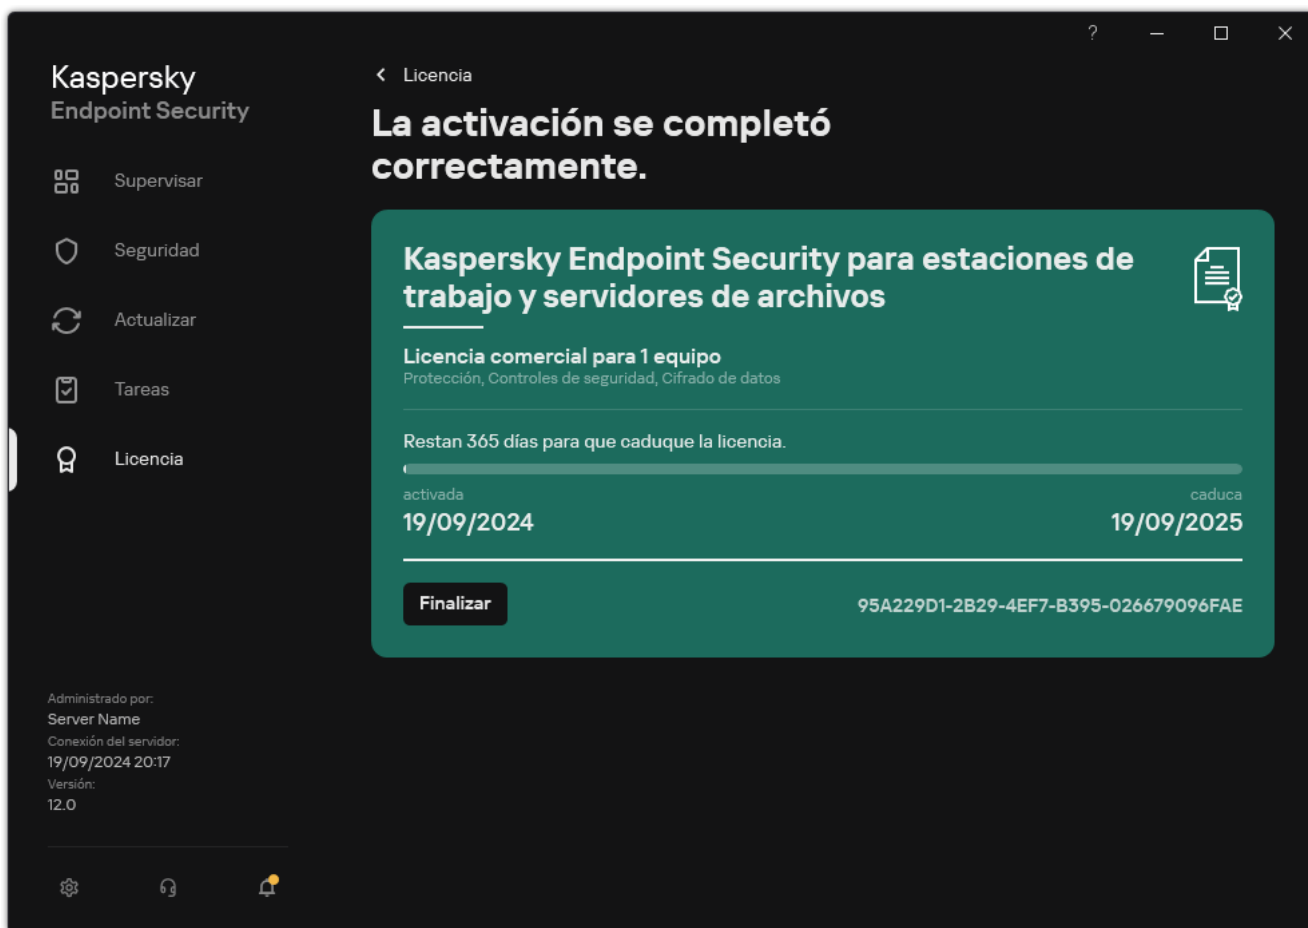 Kaspersky
Endpoint Security
Supervisar
Seguridad
Actualizar
Tareas
Licencia
Administrado por:
Server Name
Conexión del servidor:
19/09/2024 20:17
Versión:
12.0
?
Licencia
La activación se completó
correctamente.
Kaspersky Endpoint Security para estaciones de
trabajo y servidores de archivos
Licencia comercial para 1 equipo
Protección, Controles de seguridad, Cifrado de datos
Restan 365 días para que caduque la licencia.
activada caduca
19/09/2024 19/09/2025
Finalizar 95A229D1-2B29-4EF7-B395-026679096FAE